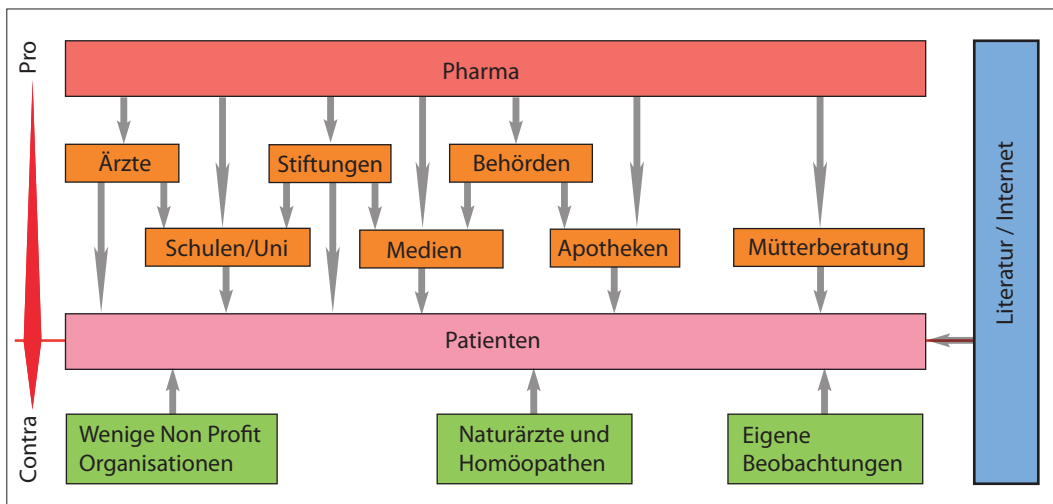 Pro
Pharma
Ärzte
Stiftungen
Behörden
Schulen/Uni
Medien
Apotheken
Mütterberatung
Literatur / Internet
Patienten
Contra
Wenige Non Profit
Organisationen
Naturärzte und
Homöopathen
Eigene
Beobachtungen